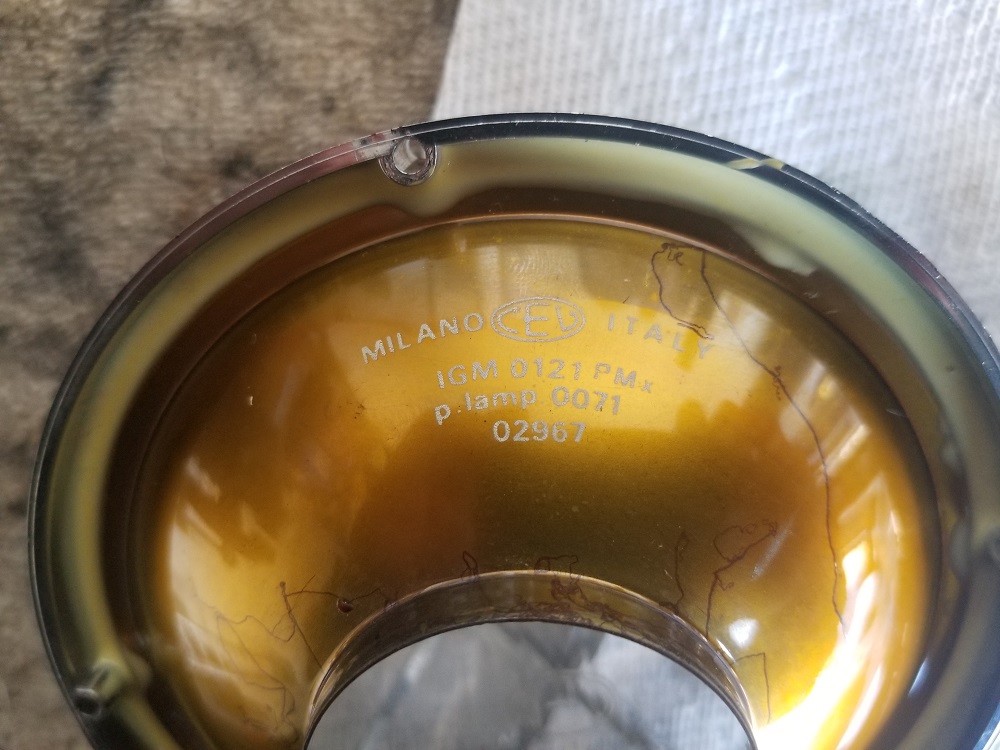 MILANO CEV ITALY
IGM 0121 PMx
p.lamp 0071
02967